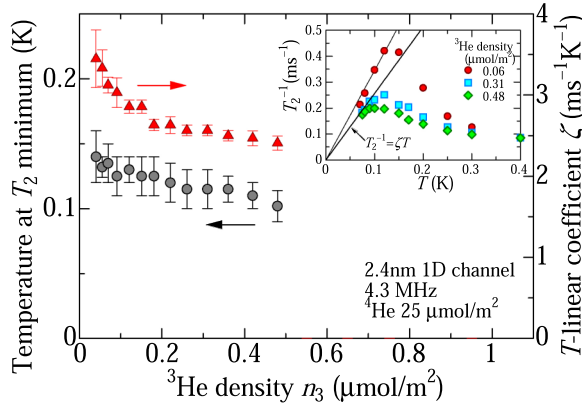 Temperature at T₂ minimum (K)
0.2
0.1
0
0
0.2
0.4
0.6
0.8
1
³He density n₃ (μmol/m²)
4
3
2
1
0
T-linear coefficient ζ (ms⁻¹K⁻¹)
2.4nm 1D channel
4.3 MHz
⁴He 25 μmol/m²
T₂⁻¹ (ms⁻¹)
0.5
0.4
0.3
0.2
0.1
0
0
0.1
0.2
0.3
0.4
T (K)
T₂⁻¹=ζT
³He density
(μmol/m²)
0.06
0.31
0.48